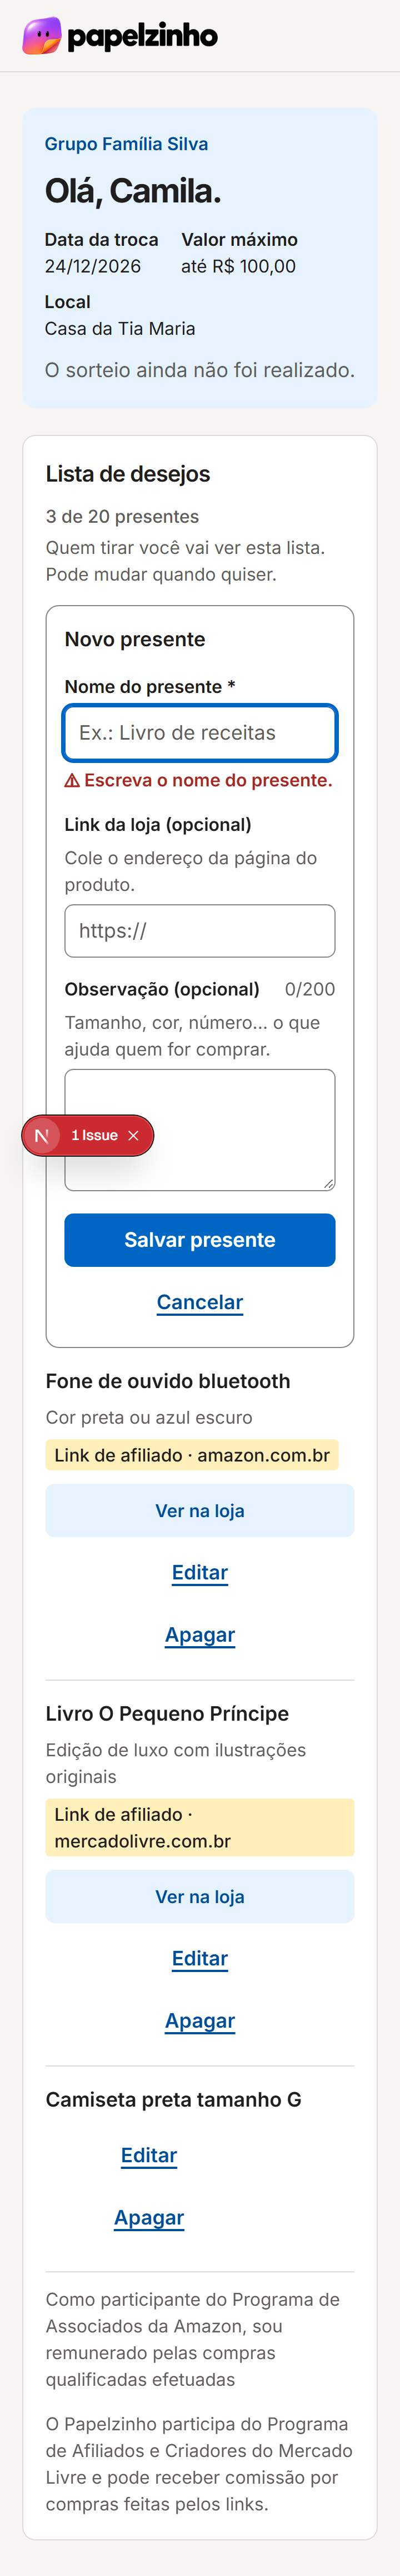 papelzinho
Grupo Família Silva
Olá, Camila.
Data da troca
24/12/2026
Valor máximo
até R$ 100,00
Local
Casa da Tia Maria
O sorteio ainda não foi realizado.
Lista de desejos
3 de 20 presentes
Quem tirar você vai ver esta lista.
Pode mudar quando quiser.
Novo presente
Nome do presente *
Ex.: Livro de receitas
⚠ Escreva o nome do presente.
Link da loja (opcional)
Cole o endereço da página do
produto.
https://
Observação (opcional) 0/200
Tamanho, cor, número... o que
ajuda quem for comprar.
N 1 Issue ×
Salvar presente
Cancelar
Fone de ouvido bluetooth
Cor preta ou azul escuro
Link de afiliado · amazon.com.br
Ver na loja
Editar
Apagar
Livro O Pequeno Príncipe
Edição de luxo com ilustrações
originais
Link de afiliado ·
mercadolivre.com.br
Ver na loja
Editar
Apagar
Camiseta preta tamanho G
Editar
Apagar
Como participante do Programa de
Associados da Amazon, sou
remunerado pelas compras
qualificadas efetuadas
O Papelzinho participa do Programa
de Afiliados e Criadores do Mercado
Livre e pode receber comissão por
compras feitas pelos links.